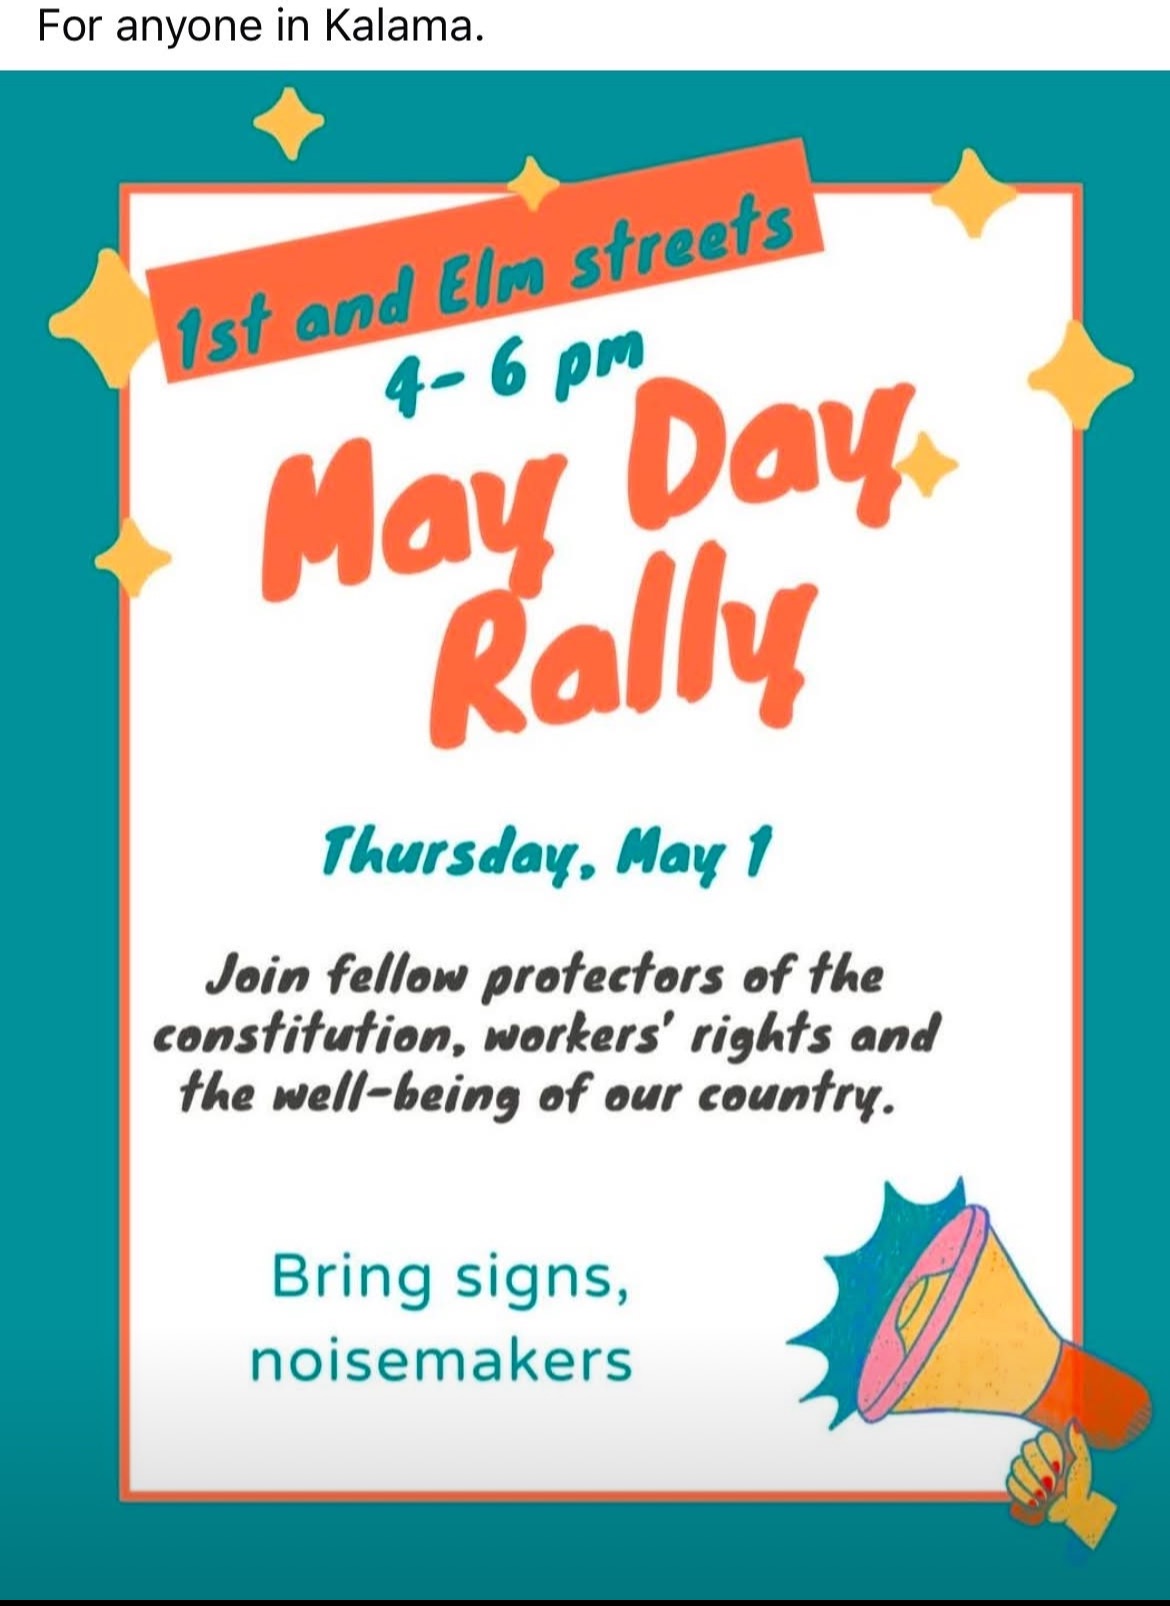 For anyone in Kalama.
1st and Elm streets
4- 6 pm
May Day
Rally
Thursday, May 1
Join fellow protectors of the
constitution, workers' rights and
the well-being of our country.
Bring signs,
noisemakers